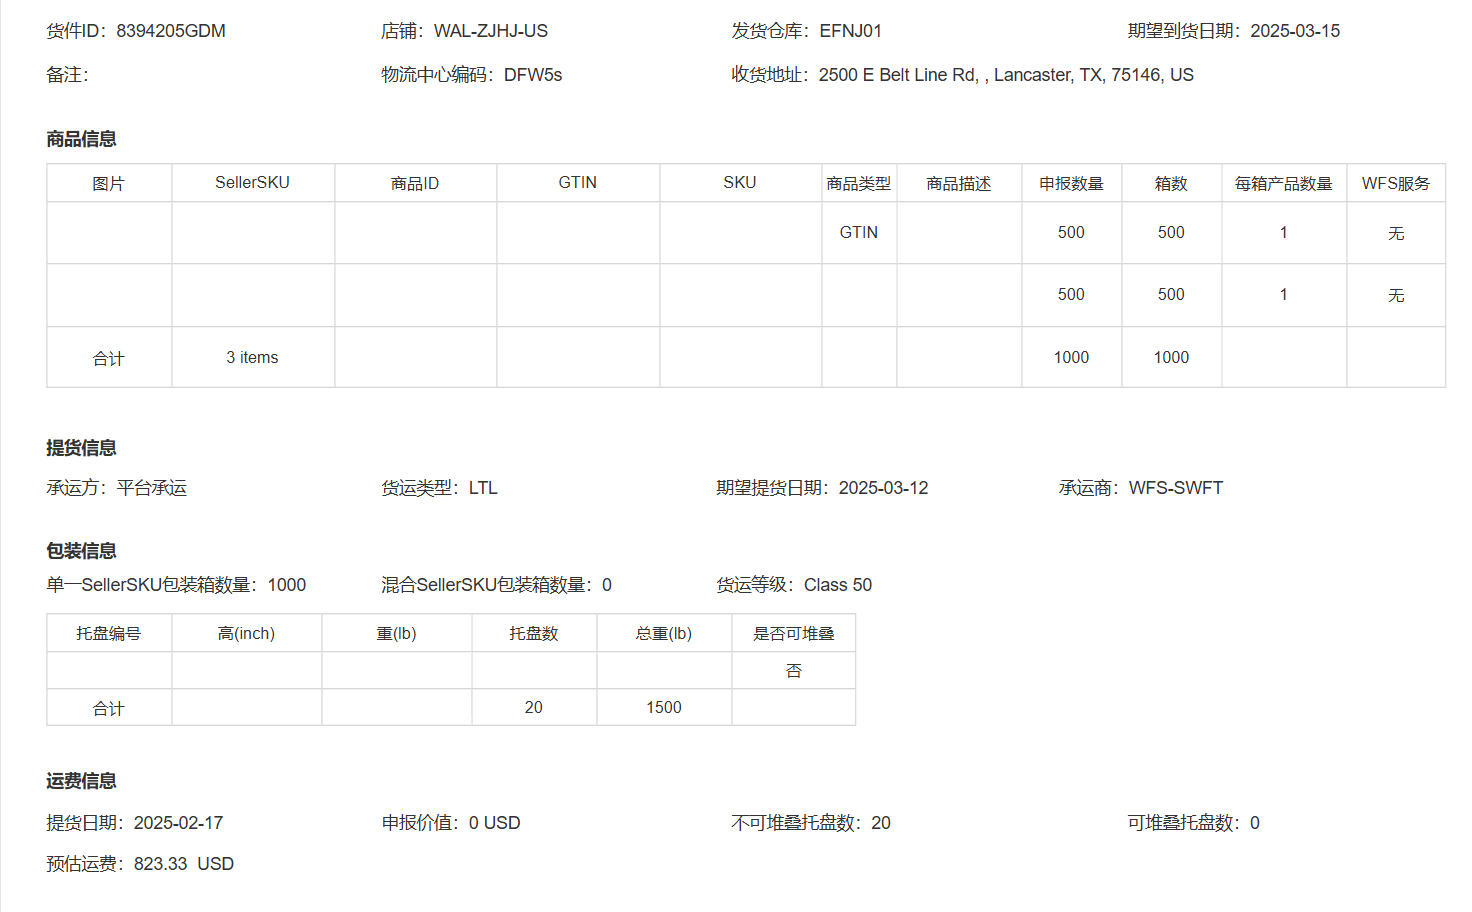 货件ID：8394205GDM 店铺：WAL-ZJHJ-US 发货仓库：EFNJ01 期望到货日期：2025-03-15
备注： 物流中心编码：DFW5s 收货地址：2500 E Belt Line Rd, , Lancaster, TX, 75146, US
商品信息
图片 SellerSKU 商品ID GTIN SKU 商品类型 商品描述 申报数量 箱数 每箱产品数量 WFS服务
GTIN 500 500 1 无
500 500 1 无
合计 3 items 1000 1000
提货信息
承运方：平台承运 货运类型：LTL 期望提货日期：2025-03-12 承运商：WFS-SWFT
包装信息
单一SellerSKU包装箱数量：1000 混合SellerSKU包装箱数量：0 货运等级：Class 50
托盘编号 高(inch) 重(lb) 托盘数 总重(lb) 是否可堆叠
否
合计 20 1500
运费信息
提货日期：2025-02-17 申报价值：0 USD 不可堆叠托盘数：20 可堆叠托盘数：0
预估运费：823.33 USD